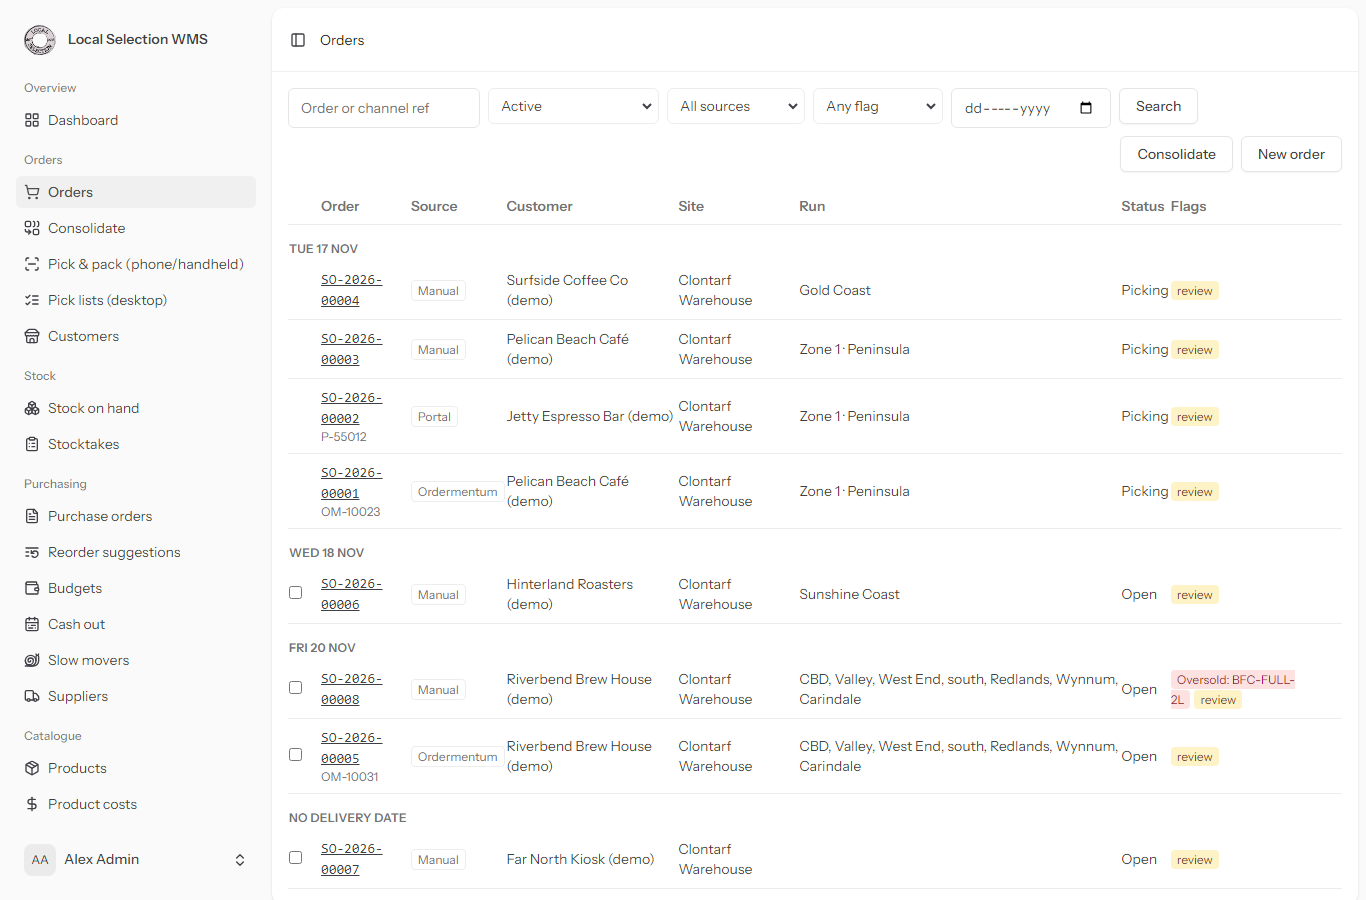 Local Selection WMS
Overview
Dashboard
Orders
Orders
Consolidate
Pick & pack (phone/handheld)
Pick lists (desktop)
Customers
Stock
Stock on hand
Stocktakes
Purchasing
Purchase orders
Reorder suggestions
Budgets
Cash out
Slow movers
Suppliers
Catalogue
Products
Product costs
AA Alex Admin
Orders
Order or channel ref Active All sources Any flag dd-----yyyy Search
Consolidate New order
Order Source Customer Site Run Status Flags
TUE 17 NOV
SO-2026-00004 Manual Surfside Coffee Co (demo) Clontarf Warehouse Gold Coast Picking review
SO-2026-00003 Manual Pelican Beach Café (demo) Clontarf Warehouse Zone 1 · Peninsula Picking review
SO-2026-00002 P-55012 Portal Jetty Espresso Bar (demo) Clontarf Warehouse Zone 1 · Peninsula Picking review
SO-2026-00001 OM-10023 Ordermentum Pelican Beach Café (demo) Clontarf Warehouse Zone 1 · Peninsula Picking review
WED 18 NOV
SO-2026-00006 Manual Hinterland Roasters (demo) Clontarf Warehouse Sunshine Coast Open review
FRI 20 NOV
SO-2026-00008 Manual Riverbend Brew House (demo) Clontarf Warehouse CBD, Valley, West End, south, Redlands, Wynnum, Carindale Open Oversold: BFC-FULL-2L review
SO-2026-00005 OM-10031 Ordermentum Riverbend Brew House (demo) Clontarf Warehouse CBD, Valley, West End, south, Redlands, Wynnum, Carindale Open review
NO DELIVERY DATE
SO-2026-00007 Manual Far North Kiosk (demo) Clontarf Warehouse Open review